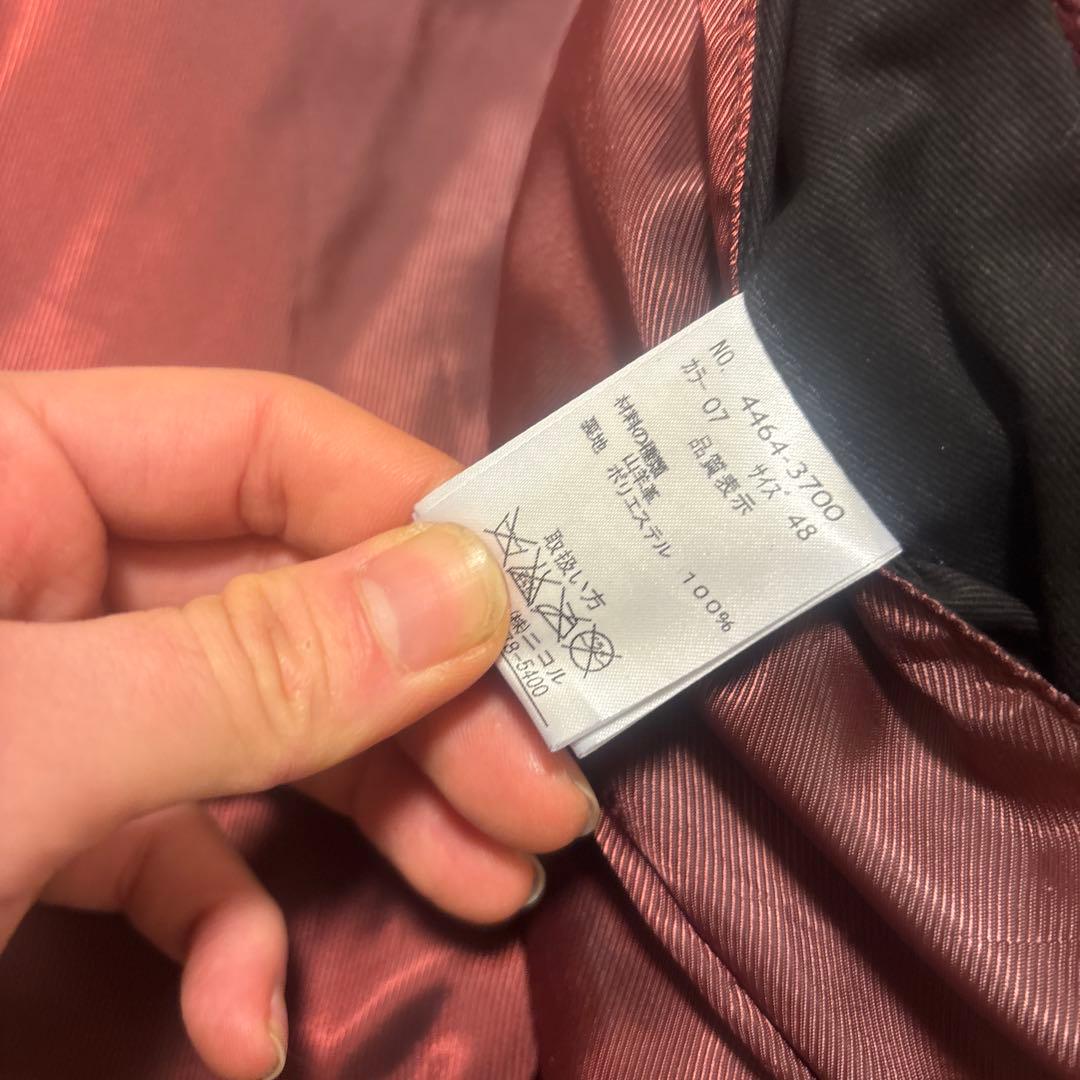 NO. 4464-3700
カラー 07 サイズ 48
品質表示
材料の種類 山羊革
裏地 ポリエステル 100%
取扱い方
(株)ニコル
78-5400